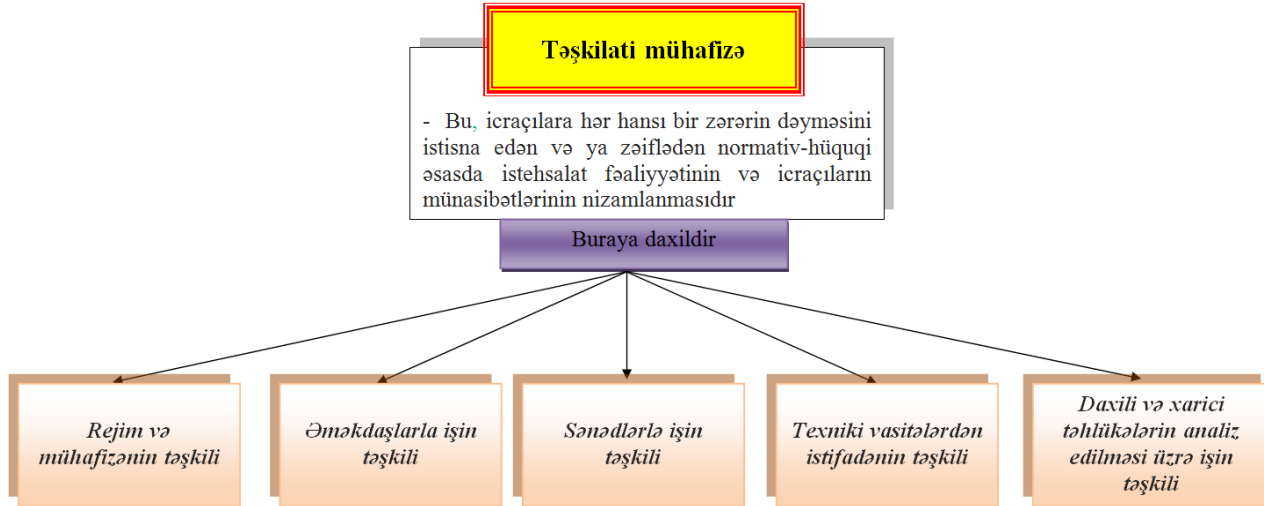 Təşkilati mühafizə
- Bu, icraçılara hər hansı bir zərərin dəyməsini
istisna edən və ya zəiflədən normativ-hüquqi
əsasda istehsalat fəaliyyətinin və icraçıların
münasibətlərinin nizamlanmasıdır
Buraya daxildir
Rejim və
mühafizənin təşkili
Əməkdaşlarla işin
təşkili
Sənədlərlə işin
təşkili
Texniki vasitələrdən
istifadənin təşkili
Daxili və xarici
təhlükələrin analiz
edilməsi üzrə işin
təşkili